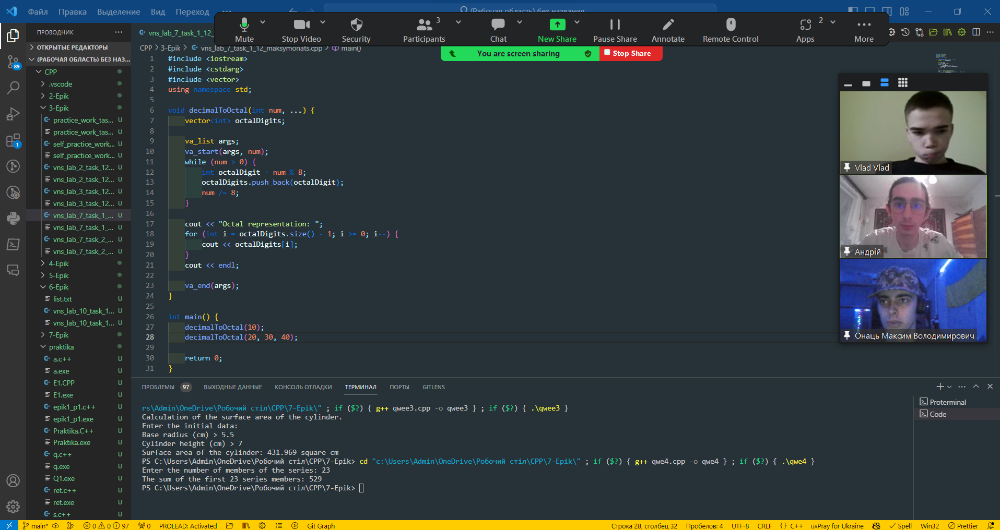 Файл Правка Выделение Вид Переход ...
(Рабочая область) без названия
Mute Stop Video Security Participants 3 Chat New Share Pause Share Annotate Remote Control Apps 2 More
You are screen sharing Stop Share
ПРОВОДНИК ...
ОТКРЫТЫЕ РЕДАКТОРЫ
(РАБОЧАЯ ОБЛАСТЬ) БЕЗ НАЗ...
89
1
CPP
.vscode
2-Epik
3-Epik
practice_work_tas... U
practice_work_tas... U
self_practice_work... U
self_practice_work... U
vns_lab_2_task_12... U
vns_lab_2_task_12... U
vns_lab_3_task_12... U
vns_lab_3_task_12... U
vns_lab_7_task_1_... U
vns_lab_7_task_1_... U
vns_lab_7_task_2_... U
vns_lab_7_task_2_... U
4-Epik
5-Epik
6-Epik
list.txt U
vns_lab_10_task_1... U
vns_lab_10_task_1... U
7-Epik
praktika
a.c++ U
a.exe U
E1.CPP U
E1.exe U
epik1_p1.c++ U
epik1_p1.exe U
Praktika.C++ U
Praktika.exe U
q.c++ U
q.exe U
Q1.exe U
ret.c++ U
ret.exe U
s.c++ U
vns_lab_7_task_1_12_
CPP > 3-Epik > vns_lab_7_task_1_12_maksymonats.cpp > main()
1 #include <iostream>
2 #include <cstdarg>
3 #include <vector>
4 using namespace std;
5
6 void decimalToOctal(int num, ...) {
7 vector<int> octalDigits;
8
9 va_list args;
10 va_start(args, num);
11 while (num > 0) {
12 int octalDigit = num % 8;
13 octalDigits.push_back(octalDigit);
14 num /= 8;
15 }
16
17 cout << "Octal representation: ";
18 for (int i = octalDigits.size() - 1; i >= 0; i--) {
19 cout << octalDigits[i];
20 }
21 cout << endl;
22
23 va_end(args);
24 }
25
26 int main() {
27 decimalToOctal(10);
28 decimalToOctal(20, 30, 40);
29
30 return 0;
31 }
Vlad Vlad
Андрій
Онаць Максим Володимирович
ПРОБЛЕМЫ 97 ВЫХОДНЫЕ ДАННЫЕ КОНСОЛЬ ОТЛАДКИ ТЕРМИНАЛ ПОРТЫ GITLENS
rs\Admin\OneDrive\Робочий стіл\CPP\7-Epik\" ; if ($?) { g++ qwee3.cpp -o qwee3 } ; if ($?) { .\qwee3 }
Calculation of the surface area of the cylinder.
Enter the initial data:
Base radius (cm) > 5.5
Cylinder height (cm) > 7
Surface area of the cylinder: 431.969 square cm
PS C:\Users\Admin\OneDrive\Робочий стіл\CPP\7-Epik> cd "c:\Users\Admin\OneDrive\Робочий стіл\CPP\7-Epik\" ; if ($?) { g++ qwe4.cpp -o qwe4 } ; if ($?) { .\qwe4 }
Enter the number of members of the series: 23
The sum of the first 23 series members: 529
PS C:\Users\Admin\OneDrive\Робочий стіл\CPP\7-Epik>
Proterminal
Code
main* 0 0 97 0 PROLEAD: Activated Git Graph Строка 28, столбец 32 Пробелов: 4 UTF-8 CRLF {} C++ UAPray for Ukraine Spell Win32 Prettier